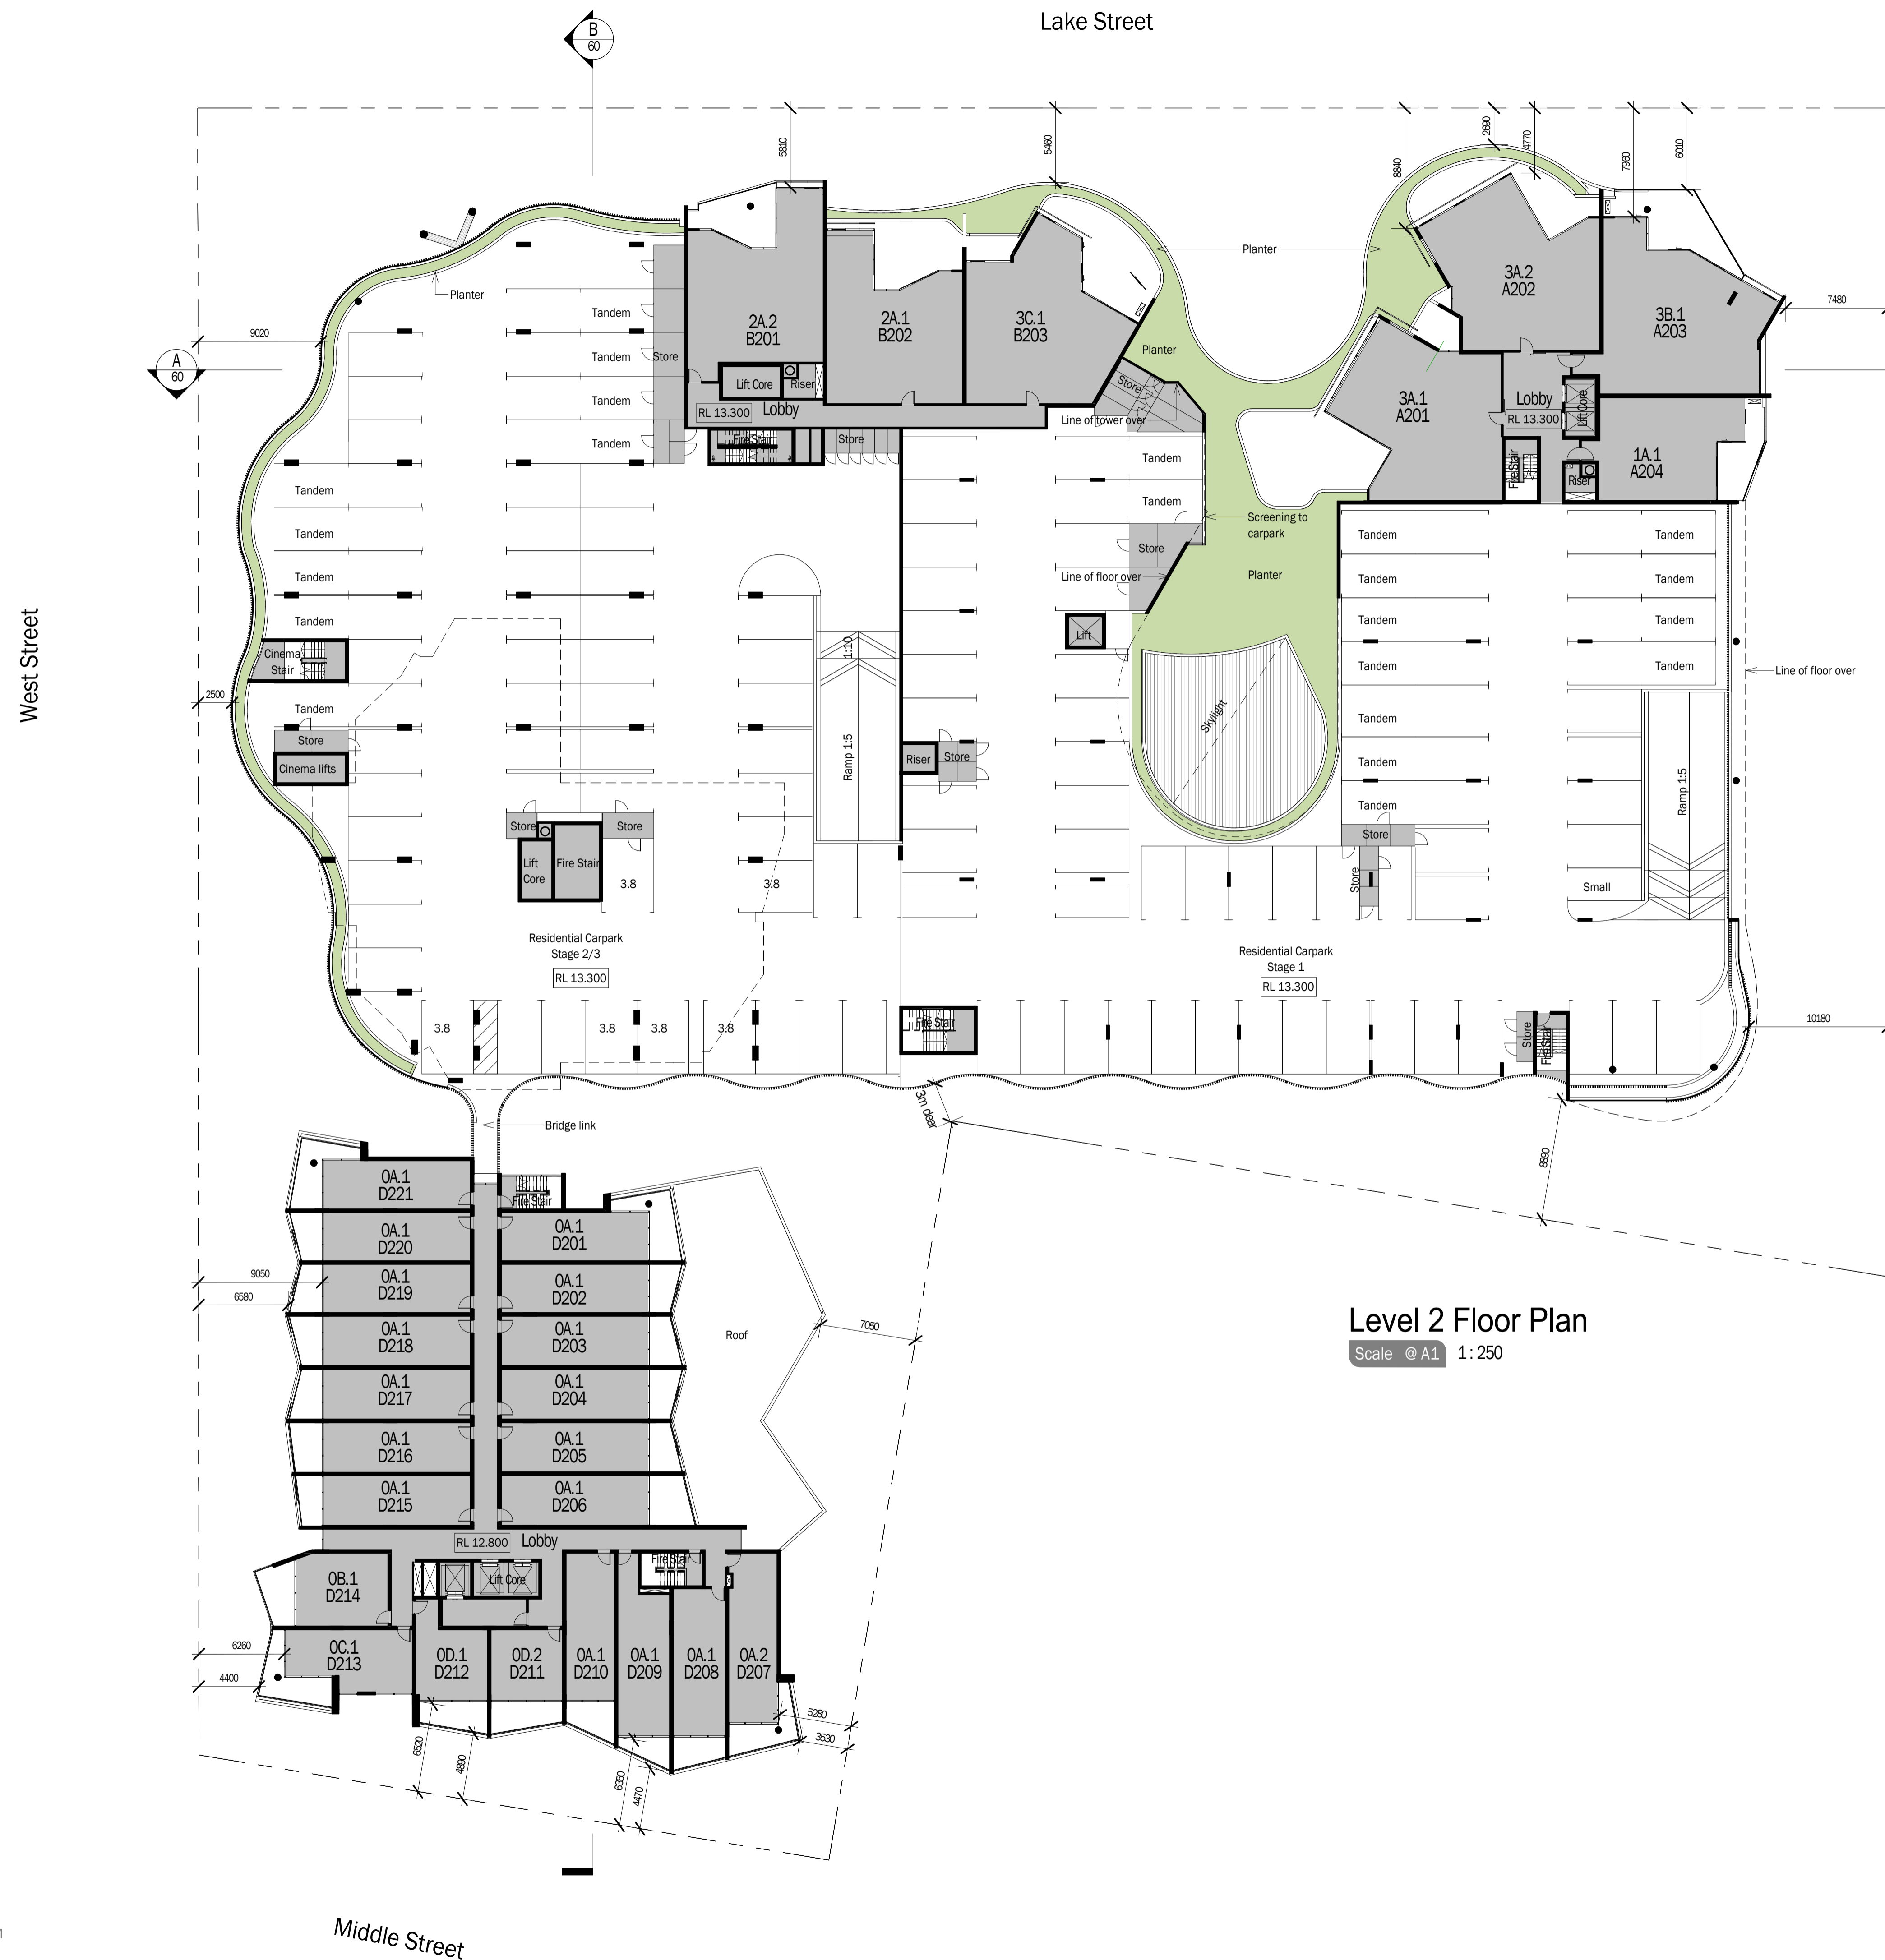 Lake Street
B
60
5810
5460
8840
2690
4770
7960
6010
Planter
Planter
3A.2
A202
7480
9020
Tandem
2A.2
B201
2A.1
B202
3C.1
B203
3B.1
A203
A
60
Tandem
Store
Planter
Lift Core
Riser
Store
3A.1
A201
Lobby
RL 13.300
Lift Core
Tandem
RL 13.300
Lobby
Line of tower over
Tandem
Fire Stair
Store
Tandem
1A.1
A204
Fire Stair
Riser
Tandem
Tandem
Screening to
carpark
Tandem
Tandem
Tandem
Store
Tandem
Line of floor over
Planter
Tandem
Tandem
Tandem
Tandem
Tandem
West Street
Cinema
Stair
1:10
Lift
Tandem
Tandem
Line of floor over
2500
Tandem
Skylight
Tandem
Store
Cinema lifts
Ramp 1:5
Riser
Store
Tandem
Ramp 1:5
Tandem
Store
Store
Store
Lift
Core
Fire Stair
3.8
3.8
Store
Small
Residential Carpark
Stage 2/3
RL 13.300
Residential Carpark
Stage 1
RL 13.300
3.8
3.8
3.8
3.8
Fire Stair
Store
Fire Stair
10180
3m clear
Bridge link
8890
0A.1
D221
Fire Stair
0A.1
D220
0A.1
D201
0A.1
D219
0A.1
D202
9050
6580
0A.1
D218
0A.1
D203
Roof
7050
Level 2 Floor Plan
Scale @ A1 1 : 250
0A.1
D217
0A.1
D204
0A.1
D216
0A.1
D205
0A.1
D215
0A.1
D206
RL 12.800
Lobby
Fire Stair
Lift Core
0B.1
D214
0C.1
D213
0D.1
D212
0D.2
D211
0A.1
D210
0A.1
D209
0A.1
D208
0A.2
D207
6260
4400
5280
3530
6520
4890
6350
4470
Middle Street